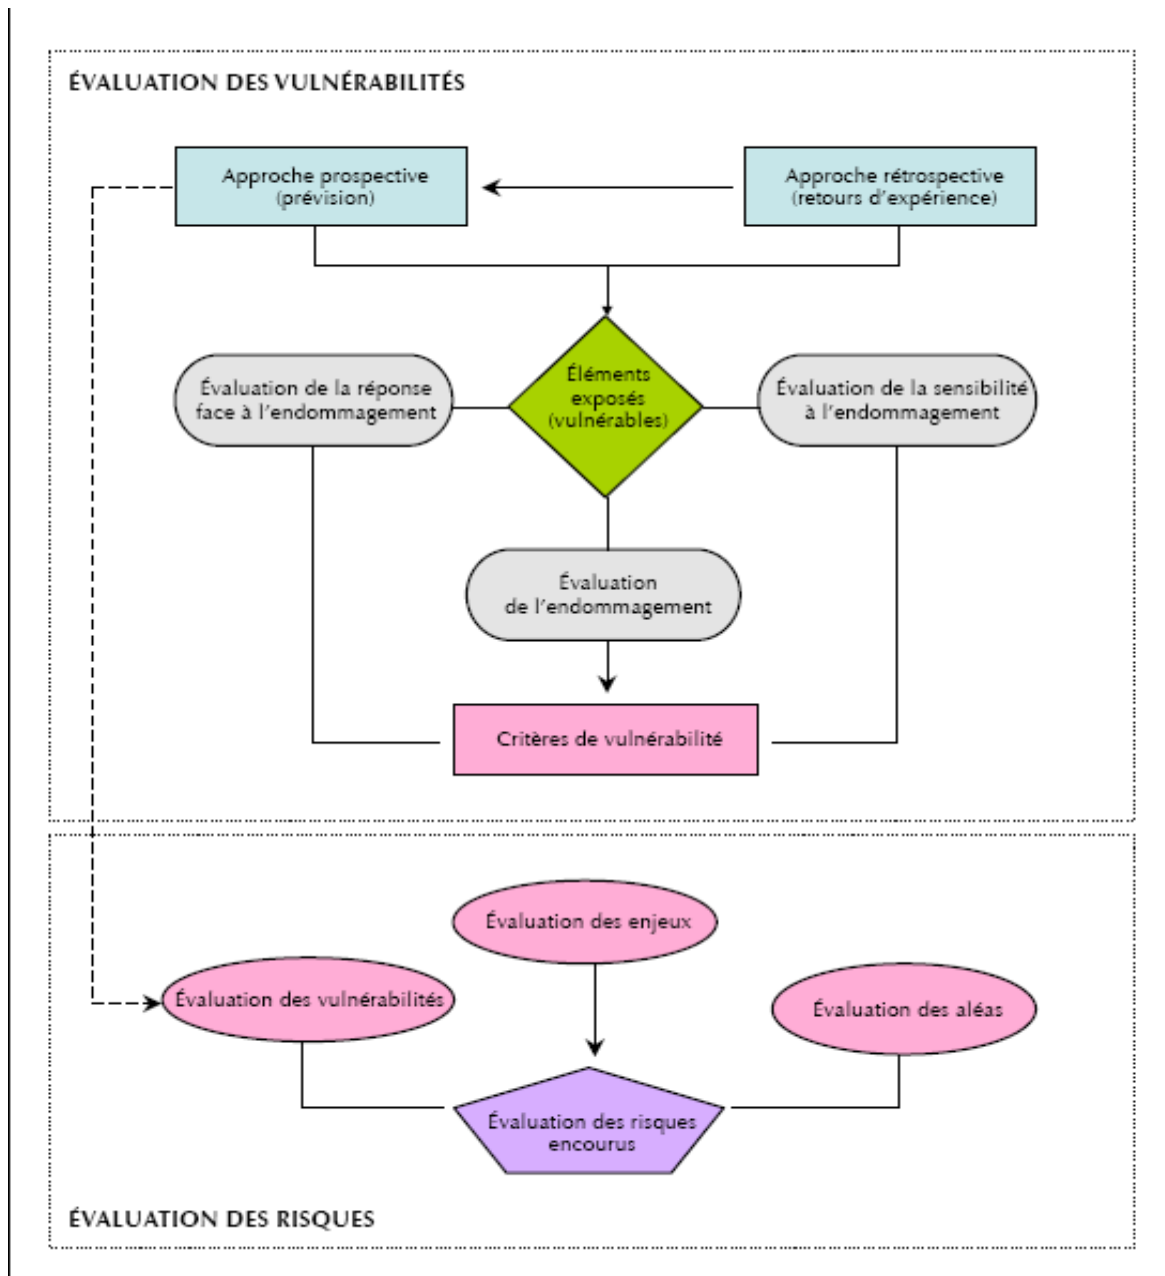 ÉVALUATION DES VULNÉRABILITÉS
Approche prospective
(prévision)
Approche rétrospective
(retours d'expérience)
Éléments
exposés
(vulnérables)
Évaluation de la réponse
face à l'endommagement
Évaluation de la sensibilité
à l'endommagement
Évaluation
de l'endommagement
Critères de vulnérabilité
Évaluation des enjeux
Évaluation des vulnérabilités
Évaluation des aléas
Évaluation des risques
encourus
ÉVALUATION DES RISQUES